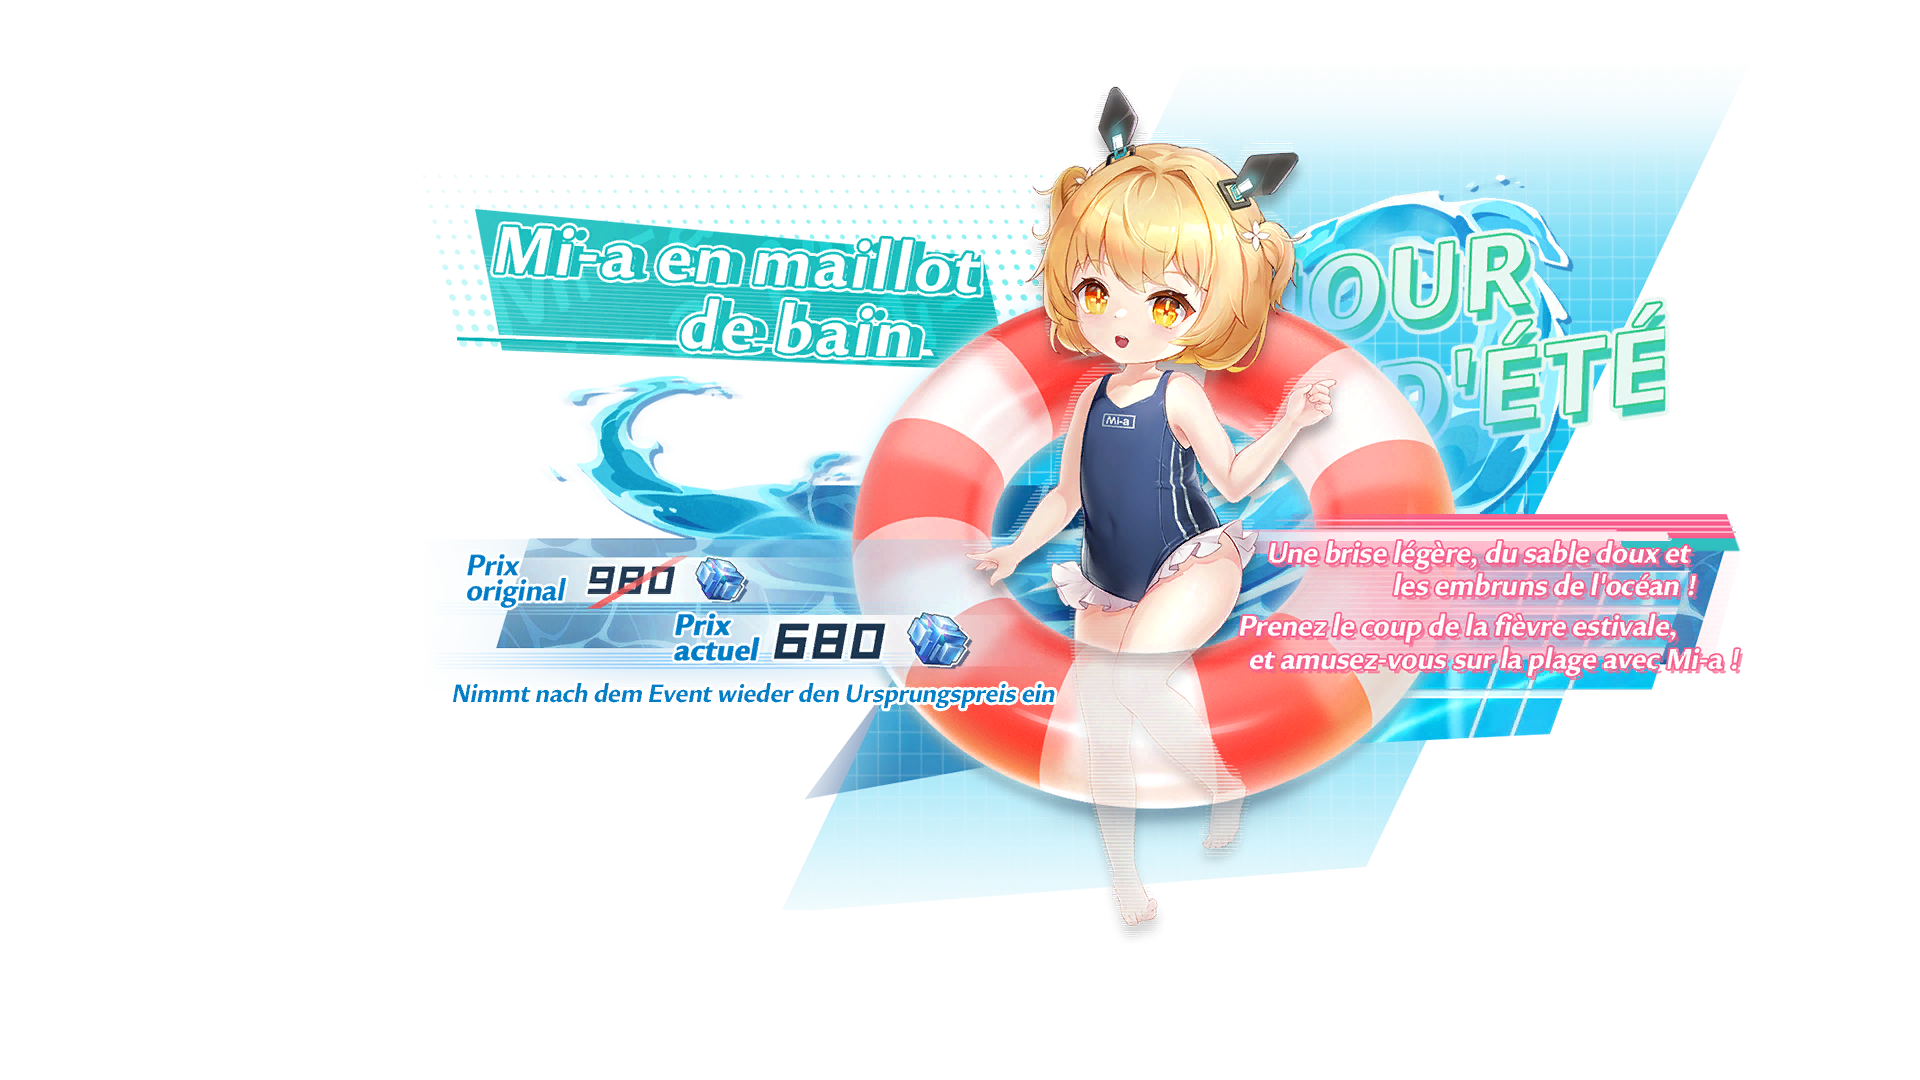 Mi-a en maillot
de bain
OUR
D'ÉTÉ
Mi-a
Prix
original 980
Prix
actuel 680
Nimmt nach dem Event wieder den Ursprungspreis ein
Une brise légère, du sable doux et
les embruns de l'océan !
Prenez le coup de la fièvre estivale,
et amusez-vous sur la plage avec Mi-a !